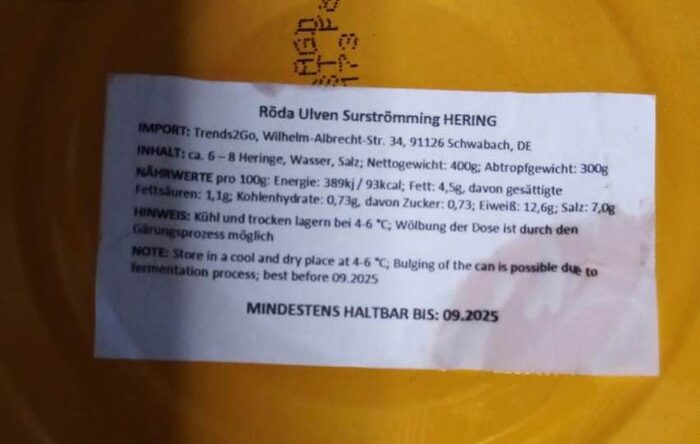 Röda Ulven Surströmming HERING
IMPORT: Trends2Go, Wilhelm-Albrecht-Str. 34, 91126 Schwabach, DE
INHALT: ca. 6 – 8 Heringe, Wasser, Salz; Nettogewicht: 400g; Abtropfgewicht: 300g
NÄHRWERTE pro 100g: Energie: 389kj / 93kcal; Fett: 4,5g, davon gesättigte
Fettsäuren: 1,1g; Kohlenhydrate: 0,73g, davon Zucker: 0,73; Eiweiß: 12,6g; Salz: 7,0g
HINWEIS: Kühl und trocken lagern bei 4-6 °C; Wölbung der Dose ist durch den
Gärungsprozess möglich
NOTE: Store in a cool and dry place at 4-6 °C; Bulging of the can is possible due to
fermentation process; best before 09.2025
MINDESTENS HALTBAR BIS: 09.2025